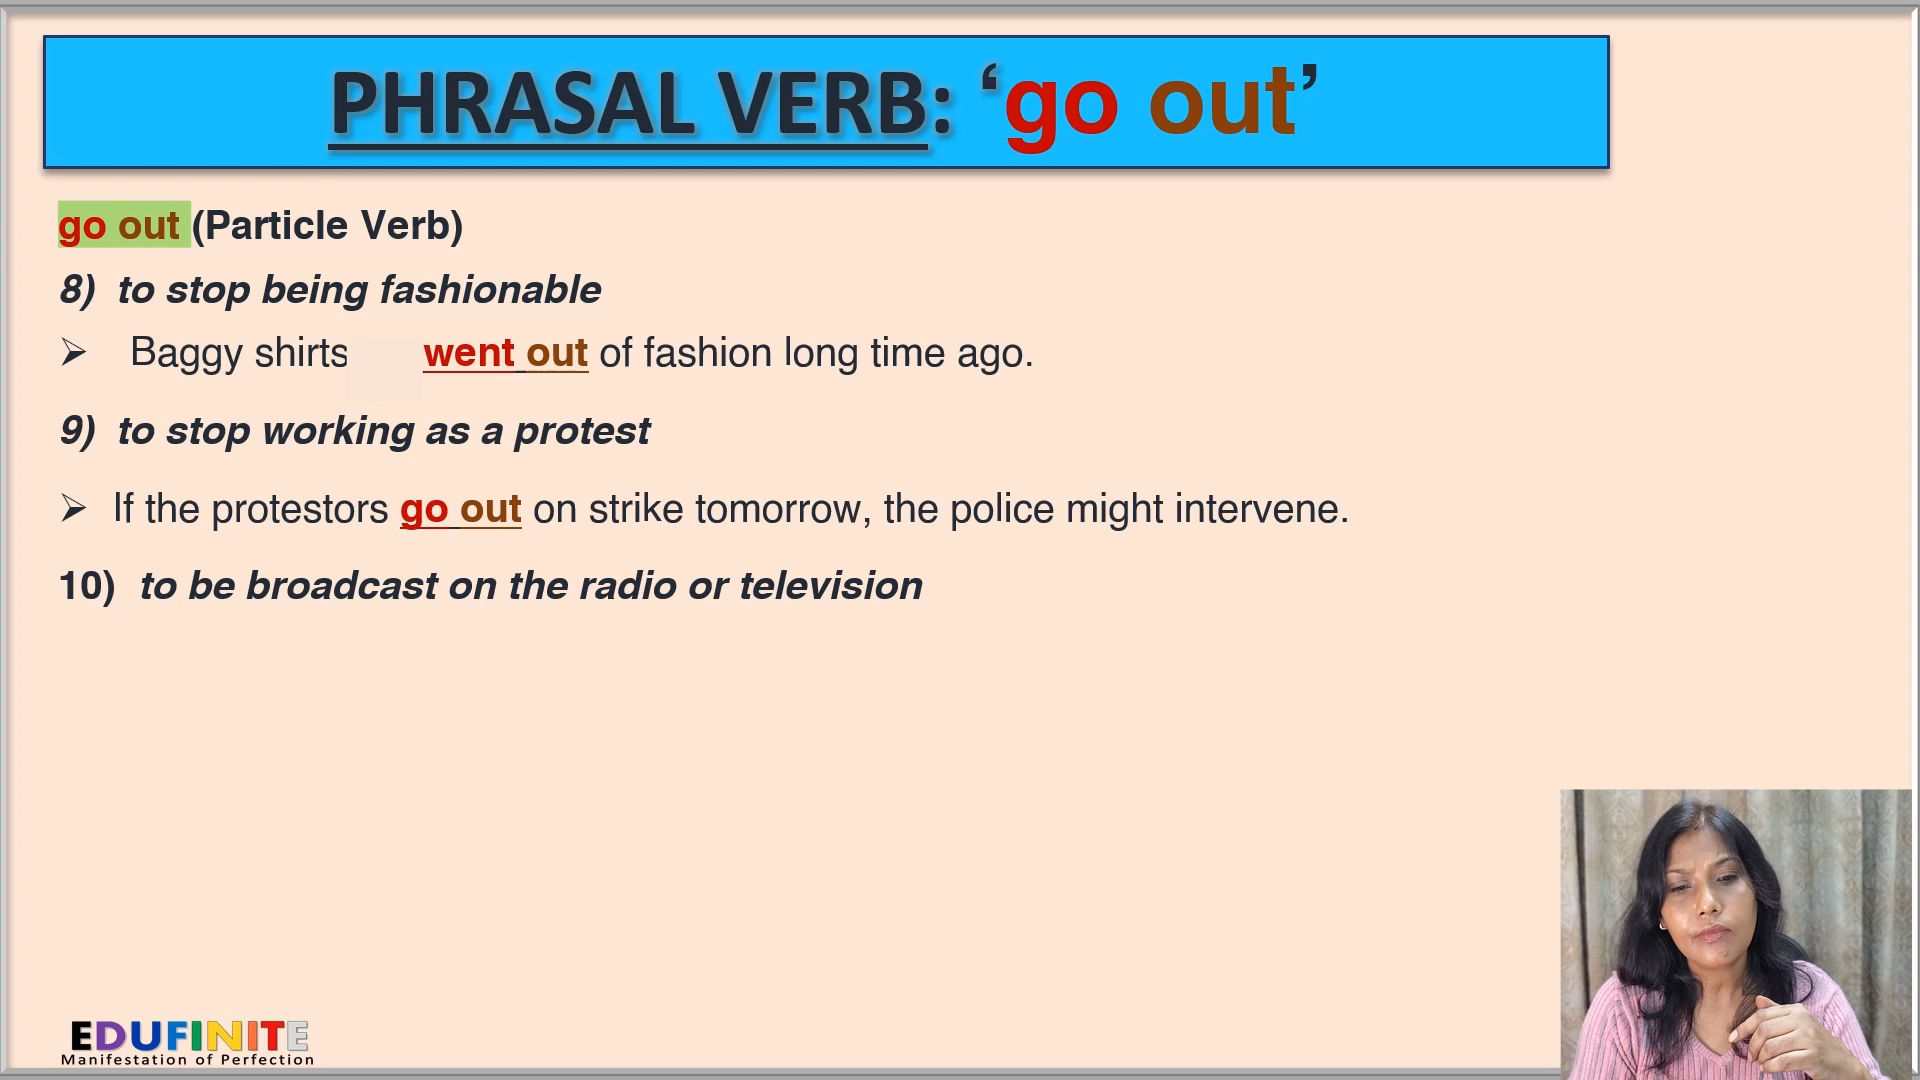 PHRASAL VERB: ‘go out’
go out (Particle Verb)
8) to stop being fashionable
➢ Baggy shirts went out of fashion long time ago.
9) to stop working as a protest
➢ If the protestors go out on strike tomorrow, the police might intervene.
10) to be broadcast on the radio or television
EDUFINITE
Manifestation of Perfection